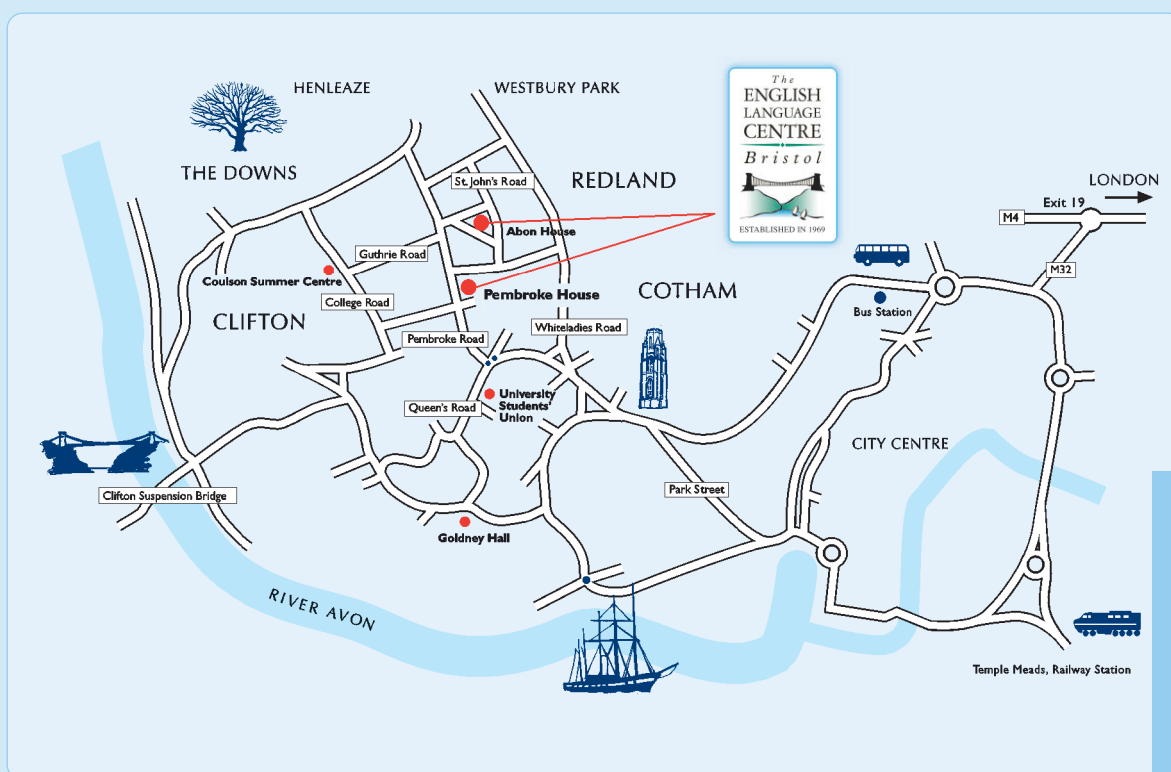 HENLEAZE
WESTBURY PARK
THE DOWNS
St. John's Road
REDLAND
The
ENGLISH
LANGUAGE
CENTRE
Bristol
ESTABLISHED IN 1969
LONDON
Exit 19
M4
M32
Abon House
Guthrie Road
Coulson Summer Centre
College Road
Pembroke House
COTHAM
CLIFTON
Bus Station
Whiteladies Road
Pembroke Road
University
Students'
Union
Queen's Road
CITY CENTRE
Clifton Suspension Bridge
Park Street
Goldney Hall
RIVER AVON
Temple Meads, Railway Station